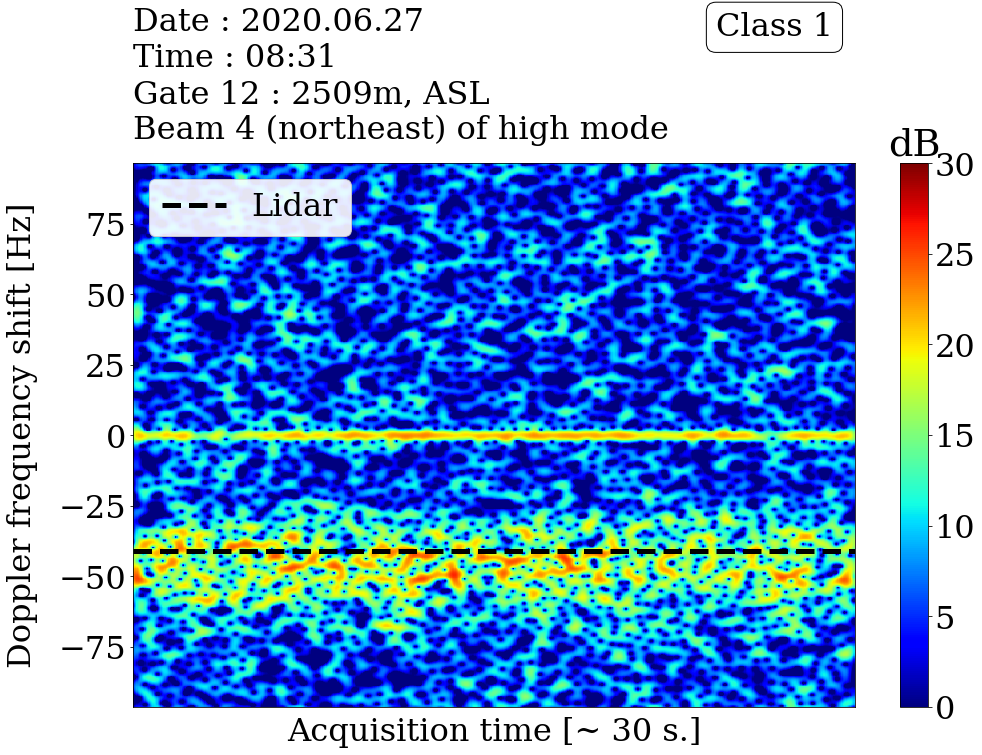 Date : 2020.06.27
Time : 08:31
Gate 12 : 2509m, ASL
Beam 4 (northeast) of high mode
Class 1
dB
Lidar
Doppler frequency shift [Hz]
75
50
25
0
−25
−50
−75
30
25
20
15
10
5
0
Acquisition time [~ 30 s.]